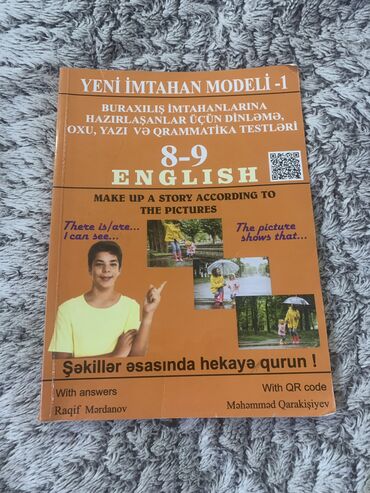 YENİ İMTAHAN MODELİ -1
BURAXILIŞ İMTAHANLARINA
HAZIRLAŞANLAR ÜÇÜN DİNLƏMƏ,
OXU, YAZI VƏ QRAMMATİKA TESTLƏRİ
8-9
ENGLISH
MAKE UP A STORY ACCORDING TO
THE PICTURES
There is/are...
I can see...
The picture
shows that...
Şəkillər əsasında hekayə qurun !
With answers
Raqif Mərdanov
With QR code
Məhəmməd Qarakişiyev